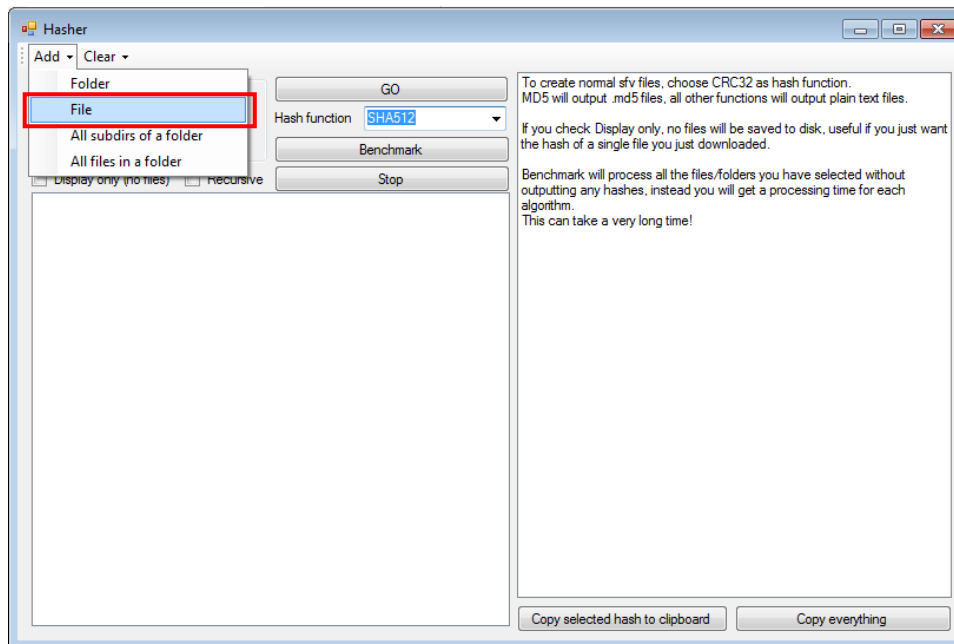 Hasher
Add Clear
Folder
File
All subdirs of a folder
All files in a folder
Display only (no files) Recursive
GO
Hash function SHA512
Benchmark
Stop
To create normal sfv files, choose CRC32 as hash function.
MD5 will output .md5 files, all other functions will output plain text files.
If you check Display only, no files will be saved to disk, useful if you just want
the hash of a single file you just downloaded.
Benchmark will process all the files/folders you have selected without
outputting any hashes, instead you will get a processing time for each
algorithm.
This can take a very long time!
Copy selected hash to clipboard Copy everything